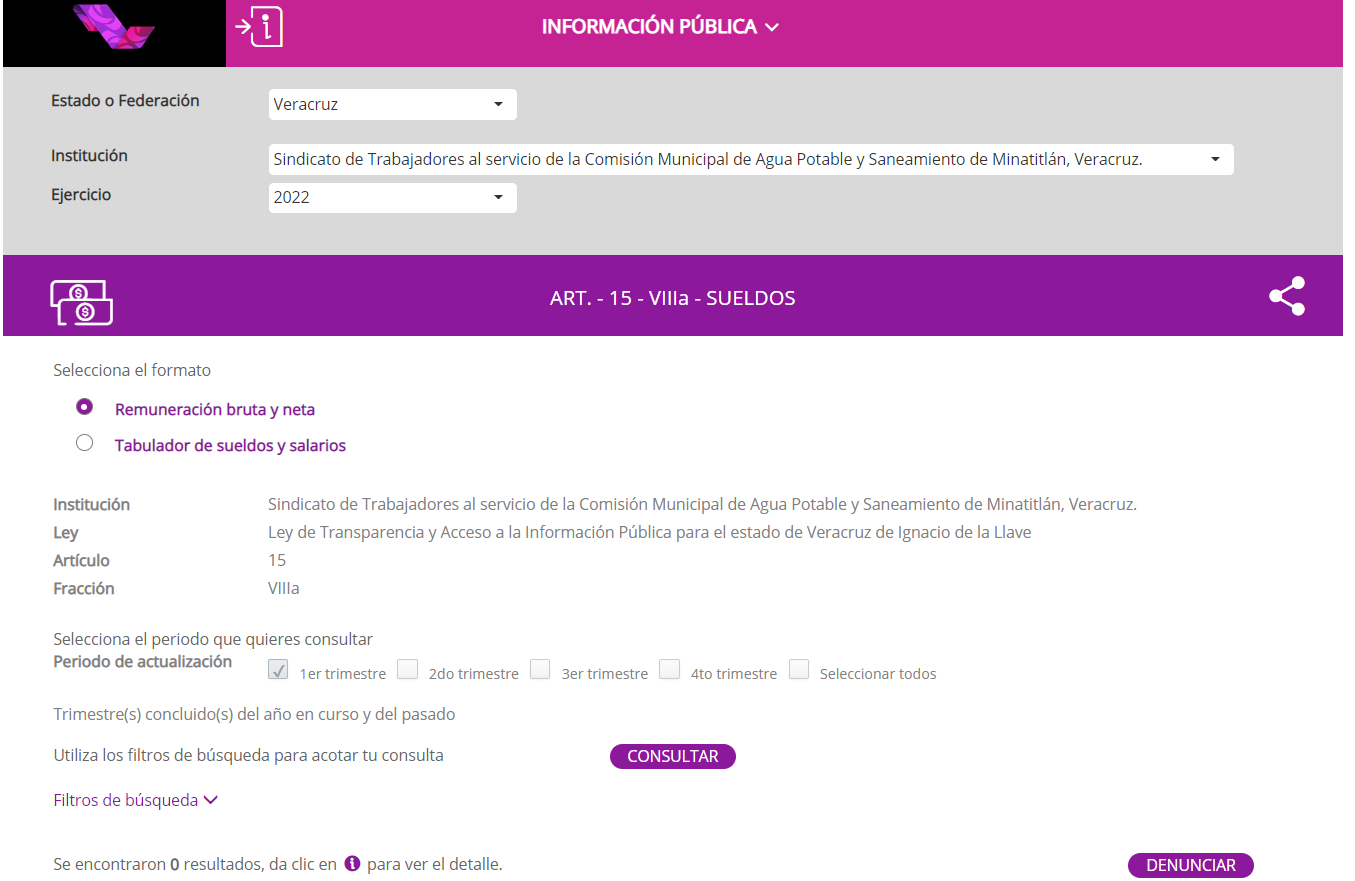 INFORMACIÓN PÚBLICA
Estado o Federación
Veracruz
Institución
Sindicato de Trabajadores al servicio de la Comisión Municipal de Agua Potable y Saneamiento de Minatitlán, Veracruz.
Ejercicio
2022
ART. - 15 - VIIIa - SUELDOS
Selecciona el formato
Remuneración bruta y neta
Tabulador de sueldos y salarios
Institución Sindicato de Trabajadores al servicio de la Comisión Municipal de Agua Potable y Saneamiento de Minatitlán, Veracruz.
Ley Ley de Transparencia y Acceso a la Información Pública para el estado de Veracruz de Ignacio de la Llave
Artículo 15
Fracción VIIIa
Selecciona el periodo que quieres consultar
Periodo de actualización 1er trimestre 2do trimestre 3er trimestre 4to trimestre Seleccionar todos
Trimestre(s) concluido(s) del año en curso y del pasado
Utiliza los filtros de búsqueda para acotar tu consulta CONSULTAR
Filtros de búsqueda
Se encontraron 0 resultados, da clic en i para ver el detalle. DENUNCIAR